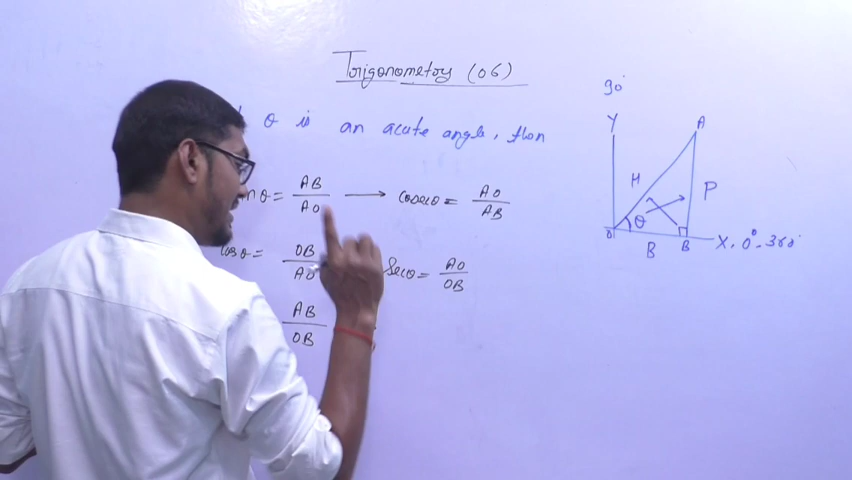 Trigonometry (06)
θ is an acute angle, then
θ = AB/AO → cosecθ = AO/AB
cosθ = OB/AO secθ = AO/OB
AB/OB
90°
Y
A
H
P
θ
O
B
B
X, 0°, 360°